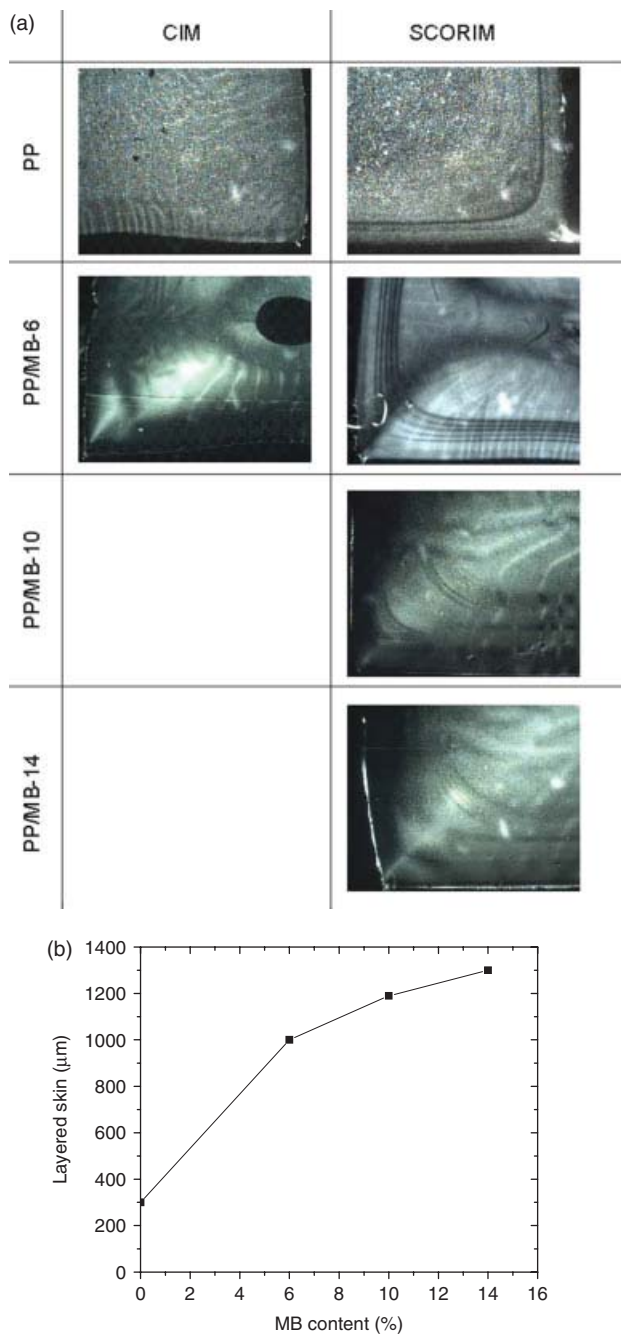 (a)
CIM
SCORIM
PP
PP/MB-6
PP/MB-10
PP/MB-14
(b)
1400
1200
1000
800
600
400
200
0
Layered skin (μm)
0 2 4 6 8 10 12 14 16
MB content (%)